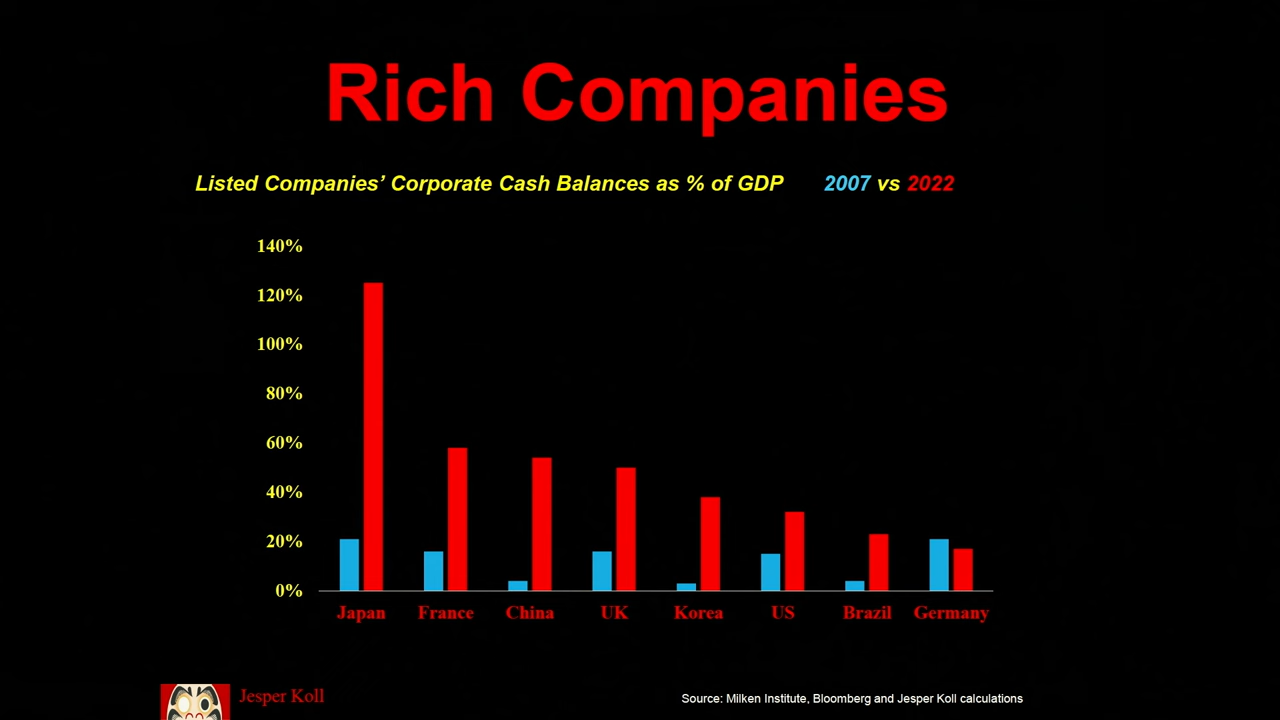 Rich Companies
Listed Companies’ Corporate Cash Balances as % of GDP 2007 vs 2022
140%
120%
100%
80%
60%
40%
20%
0%
Japan France China UK Korea US Brazil Germany
Jesper Koll
Source: Milken Institute, Bloomberg and Jesper Koll calculations